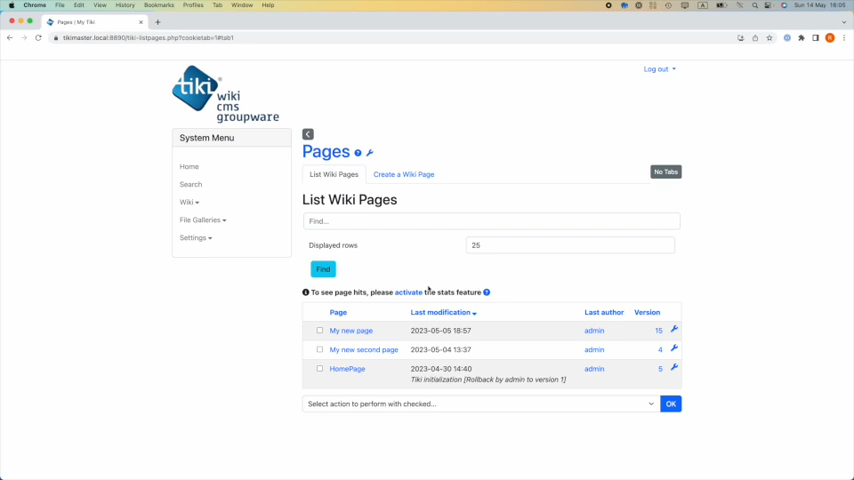 Chrome File Edit View History Bookmarks Profiles Tab Window Help
A
Sun 14 May 16:05
Pages | My Tiki
tikimaster.local:8890/tiki-listpages.php?cookietab=1#tab1
R
Log out
tiki
wiki
cms
groupware
System Menu
Home
Search
Wiki
File Galleries
Settings
Pages
List Wiki Pages
Create a Wiki Page
No Tabs
List Wiki Pages
Find...
Displayed rows
25
Find
To see page hits, please activate the stats feature
Page Last modification Last author Version
My new page 2023-05-05 18:57 admin 15
My new second page 2023-05-04 13:37 admin 4
HomePage 2023-04-30 14:40 admin 5
Tiki initialization [Rollback by admin to version 1]
Select action to perform with checked...
OK